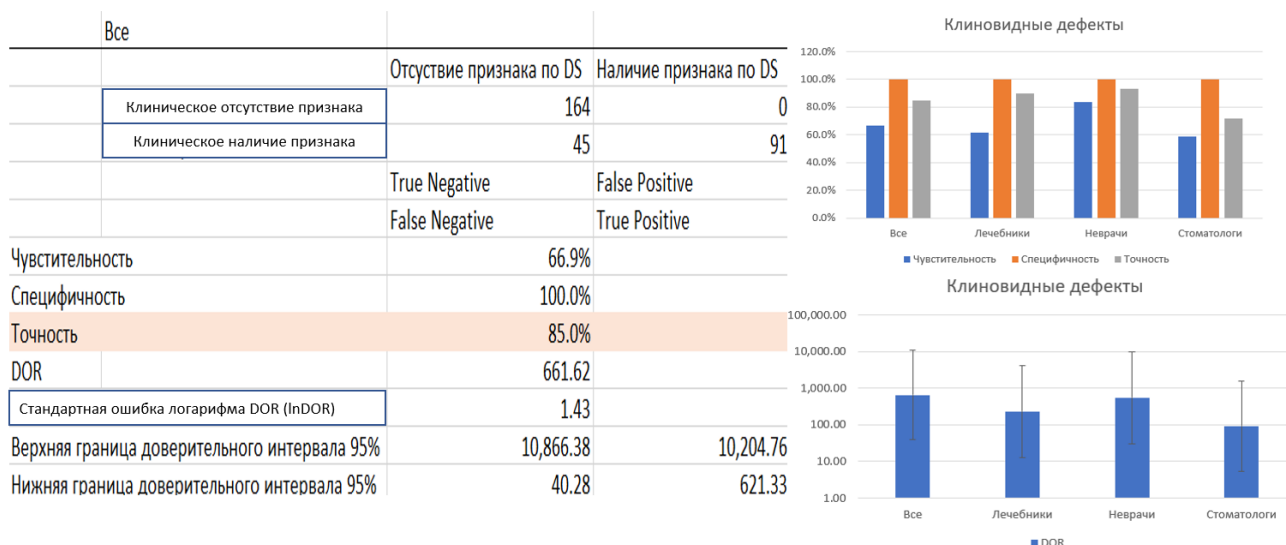 Все
Отсуствие признака по DS Наличие признака по DS
Клиническое отсутствие признака 164 0
Клиническое наличие признака 45 91
True Negative False Positive
False Negative True Positive
Чувстительность 66.9%
Специфичность 100.0%
Точность 85.0%
DOR 661.62
Стандартная ошибка логарифма DOR (lnDOR) 1.43
Верхняя граница доверительного интервала 95% 10,866.38 10,204.76
Нижняя граница доверительного интервала 95% 40.28 621.33
Клиновидные дефекты
120.0%
100.0%
80.0%
60.0%
40.0%
20.0%
0.0%
Все Лечебники Неврачи Стоматологи
Чувстительность Специфичность Точность
Клиновидные дефекты
100,000.00
10,000.00
1,000.00
100.00
10.00
1.00
Все Лечебники Неврачи Стоматологи
DOR